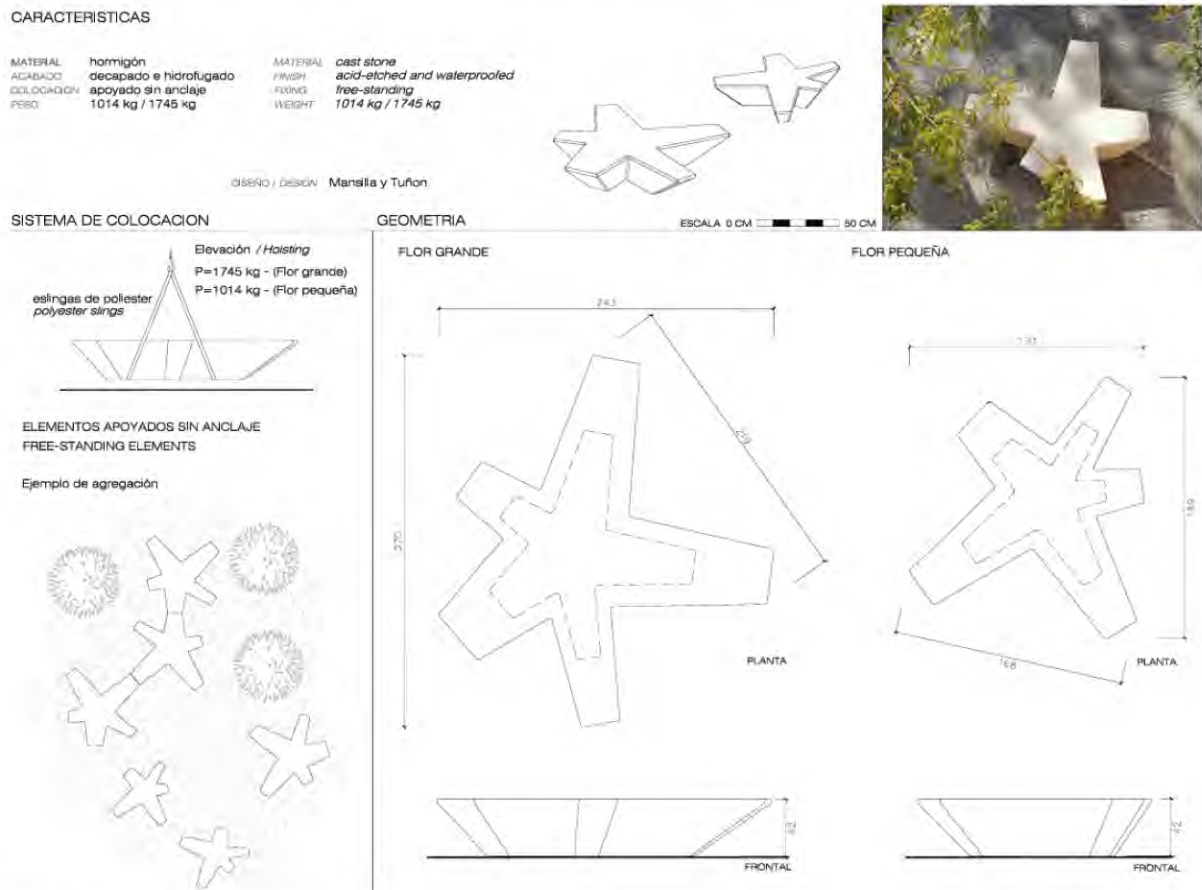 CARACTERISTICAS
MATERIAL hormigón
ACABADO decapado e hidrofugado
COLOCACION apoyado sin anclaje
PESO 1014 kg / 1745 kg
MATERIAL cast stone
FINISH acid-etched and waterproofed
FIXING free-standing
WEIGHT 1014 kg / 1745 kg
DISEÑO / DESIGN Mansilla y Tuñon
SISTEMA DE COLOCACION
Elevación / Hoisting
P=1745 kg - (Flor grande)
P=1014 kg - (Flor pequeña)
eslingas de poliester
polyester slings
ELEMENTOS APOYADOS SIN ANCLAJE
FREE-STANDING ELEMENTS
Ejemplo de agregación
GEOMETRIA
ESCALA 0 CM 50 CM
FLOR GRANDE
243
270
PLANTA
42
FRONTAL
FLOR PEQUEÑA
189
168
PLANTA
42
FRONTAL